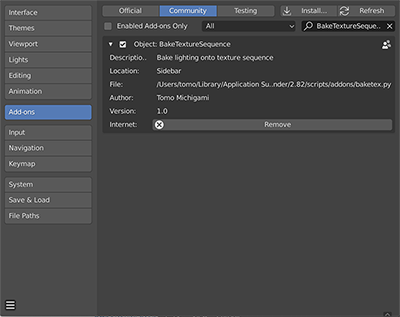 Interface
Themes
Viewport
Lights
Editing
Animation
Add-ons
Input
Navigation
Keymap
System
Save & Load
File Paths
Official Community Testing Install... Refresh
Enabled Add-ons Only All BakeTextureSeque..
Object: BakeTextureSequence
Descriptio.. Bake lighting onto texture sequence
Location: Sidebar
File: /Users/tomo/Library/Application Su..nder/2.82/scripts/addons/baketex.py
Author: Tomo Michigami
Version: 1.0
Internet: Remove